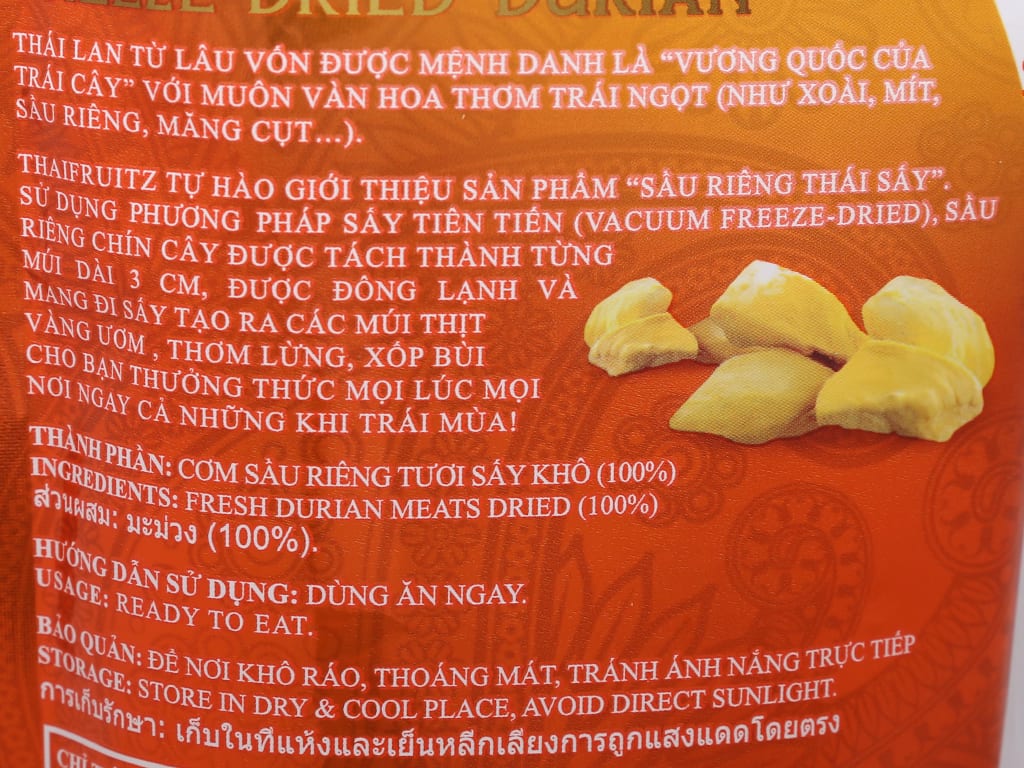 DRIED DURIAN
THÁI LAN TỪ LÂU VỐN ĐƯỢC MỆNH DANH LÀ “VƯƠNG QUỐC CỦA
TRÁI CÂY” VỚI MUÔN VÀN HOA THƠM TRÁI NGỌT (NHƯ XOÀI, MÍT,
SẦU RIÊNG, MĂNG CỤT...).
THAIFRUITZ TỰ HÀO GIỚI THIỆU SẢN PHẨM “SẦU RIÊNG THÁI SẤY”.
SỬ DỤNG PHƯƠNG PHÁP SẤY TIÊN TIẾN (VACUUM FREEZE-DRIED), SẦU
RIÊNG CHÍN CÂY ĐƯỢC TÁCH THÀNH TỪNG
MÚI DÀI 3 CM, ĐƯỢC ĐÔNG LẠNH VÀ
MANG ĐI SẤY TẠO RA CÁC MÚI THỊT
VÀNG ƯƠM , THƠM LỪNG, XỐP BÙI
CHO BẠN THƯỞNG THỨC MỌI LÚC MỌI
NƠI NGAY CẢ NHỮNG KHI TRÁI MÙA!
THÀNH PHẦN: CƠM SẦU RIÊNG TƯƠI SẤY KHÔ (100%)
INGREDIENTS: FRESH DURIAN MEATS DRIED (100%)
ส่วนผสม: มะม่วง (100%).
HƯỚNG DẪN SỬ DỤNG: DÙNG ĂN NGAY.
USAGE: READY TO EAT.
BẢO QUẢN: ĐỂ NƠI KHÔ RÁO, THOÁNG MÁT, TRÁNH ÁNH NẮNG TRỰC TIẾP
STORAGE: STORE IN DRY & COOL PLACE, AVOID DIRECT SUNLIGHT.
การเก็บรักษา: เก็บในที่แห้งและเย็นหลีกเลี่ยงการถูกแสงแดดโดยตรง
CHỈ